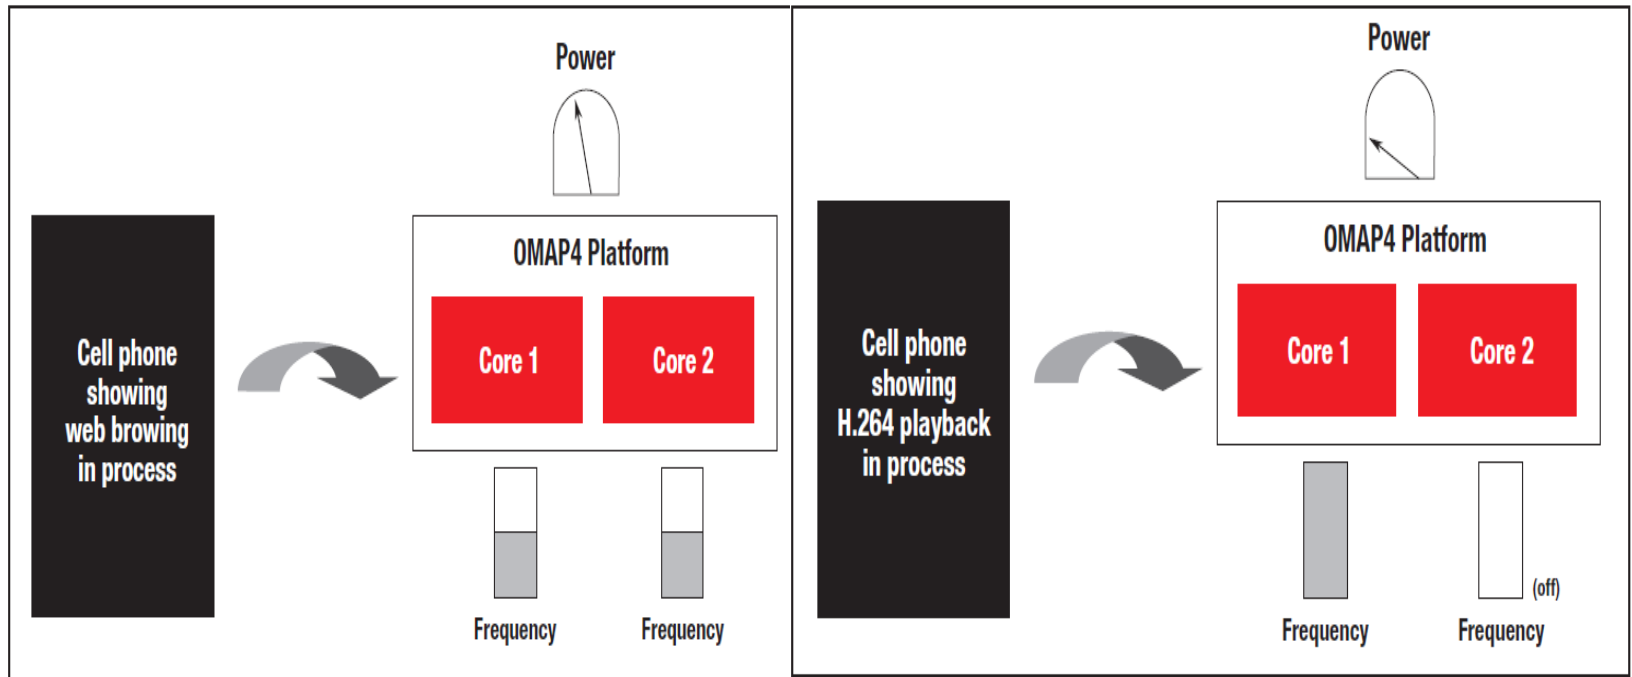 Power
Cell phone
showing
web browing
in process
OMAP4 Platform
Core 1
Core 2
Frequency
Frequency
Power
Cell phone
showing
H.264 playback
in process
OMAP4 Platform
Core 1
Core 2
(off)
Frequency
Frequency